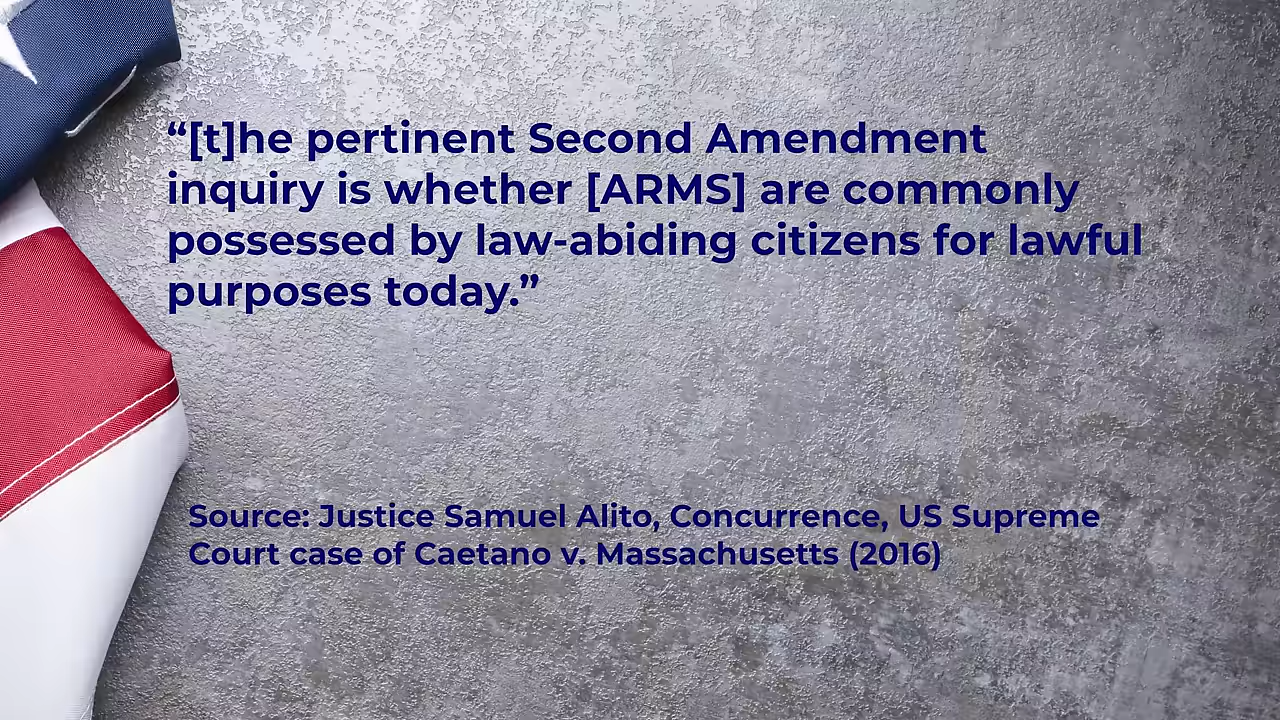 “[t]he pertinent Second Amendment
inquiry is whether [ARMS] are commonly
possessed by law-abiding citizens for lawful
purposes today.”
Source: Justice Samuel Alito, Concurrence, US Supreme
Court case of Caetano v. Massachusetts (2016)